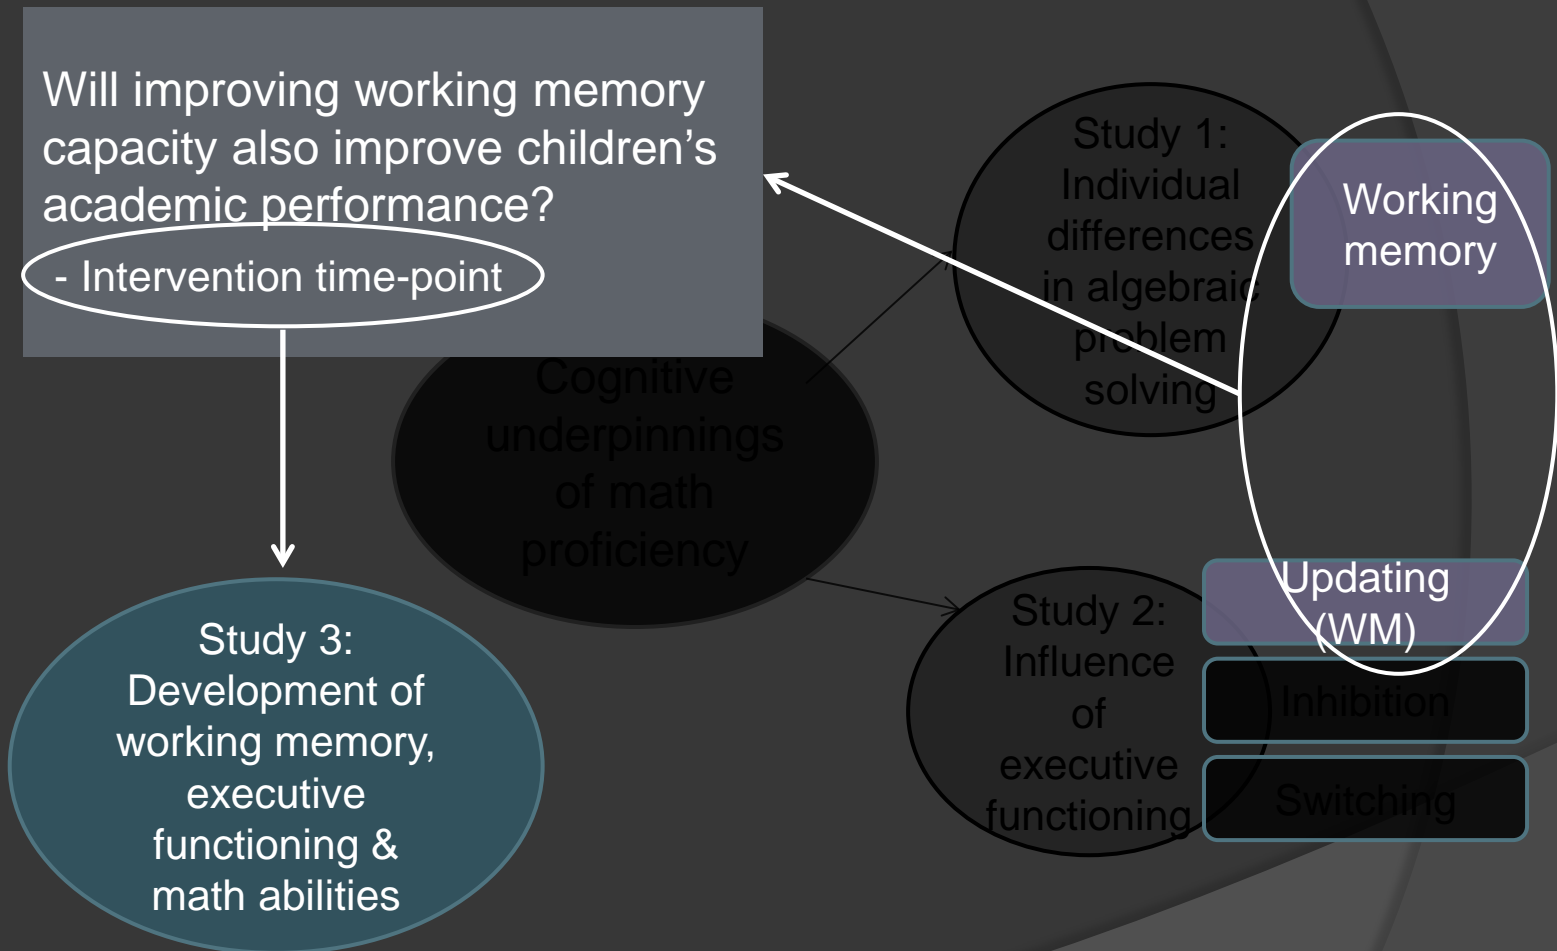 Will improving working memory
capacity also improve children’s
academic performance?
- Intervention time-point
Study 1:
Individual
differences
in algebraic
problem
solving
Working
memory
Cognitive
underpinnings
of math
proficiency
Study 2:
Influence
of
executive
functioning
Updating
(WM)
Inhibition
Switching
Study 3:
Development of
working memory,
executive
functioning &
math abilities